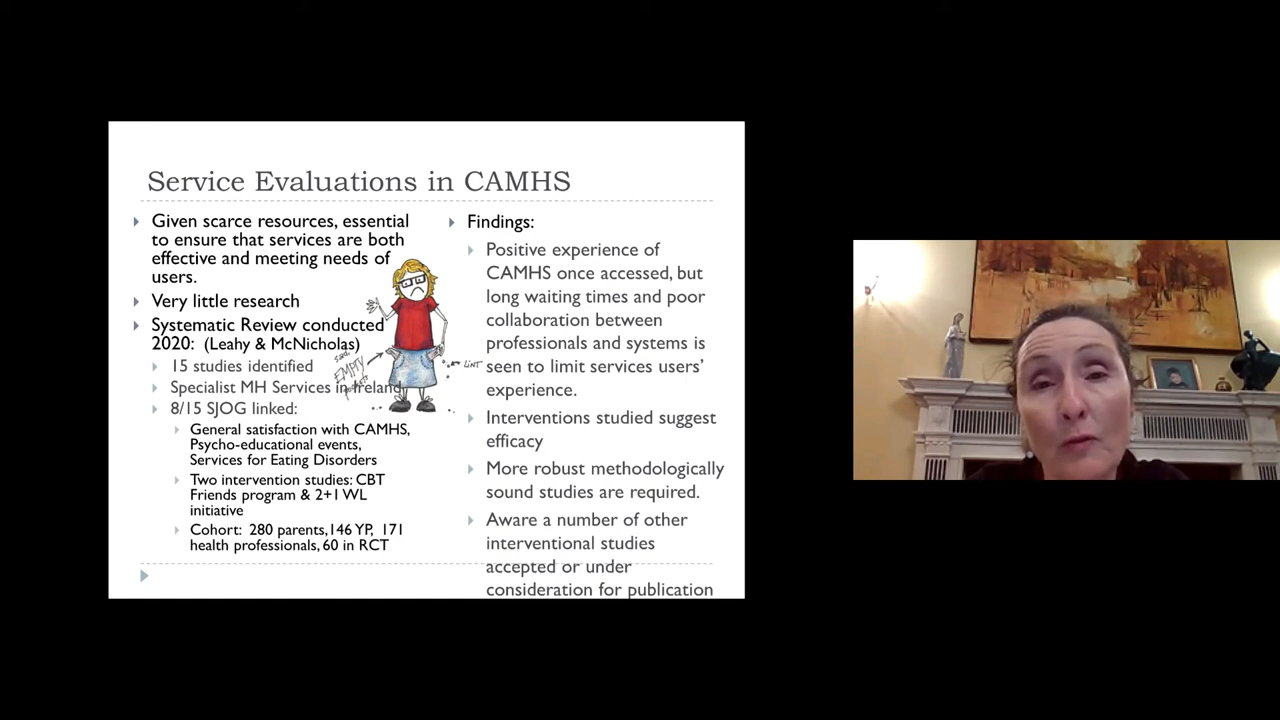 Service Evaluations in CAMHS
Given scarce resources, essential
to ensure that services are both
effective and meeting needs of
users.
Very little research
Systematic Review conducted
2020: (Leahy & McNicholas)
15 studies identified
Specialist MH Services in Ireland
8/15 SJOG linked:
General satisfaction with CAMHS,
Psycho-educational events,
Services for Eating Disorders
Two intervention studies: CBT
Friends program & 2+1 WL
initiative
Cohort: 280 parents,146 YP, 171
health professionals, 60 in RCT
sad,
EMPTY
pockets
LINT
Findings:
Positive experience of
CAMHS once accessed, but
long waiting times and poor
collaboration between
professionals and systems is
seen to limit services users’
experience.
Interventions studied suggest
efficacy
More robust methodologically
sound studies are required.
Aware a number of other
interventional studies
accepted or under
consideration for publication